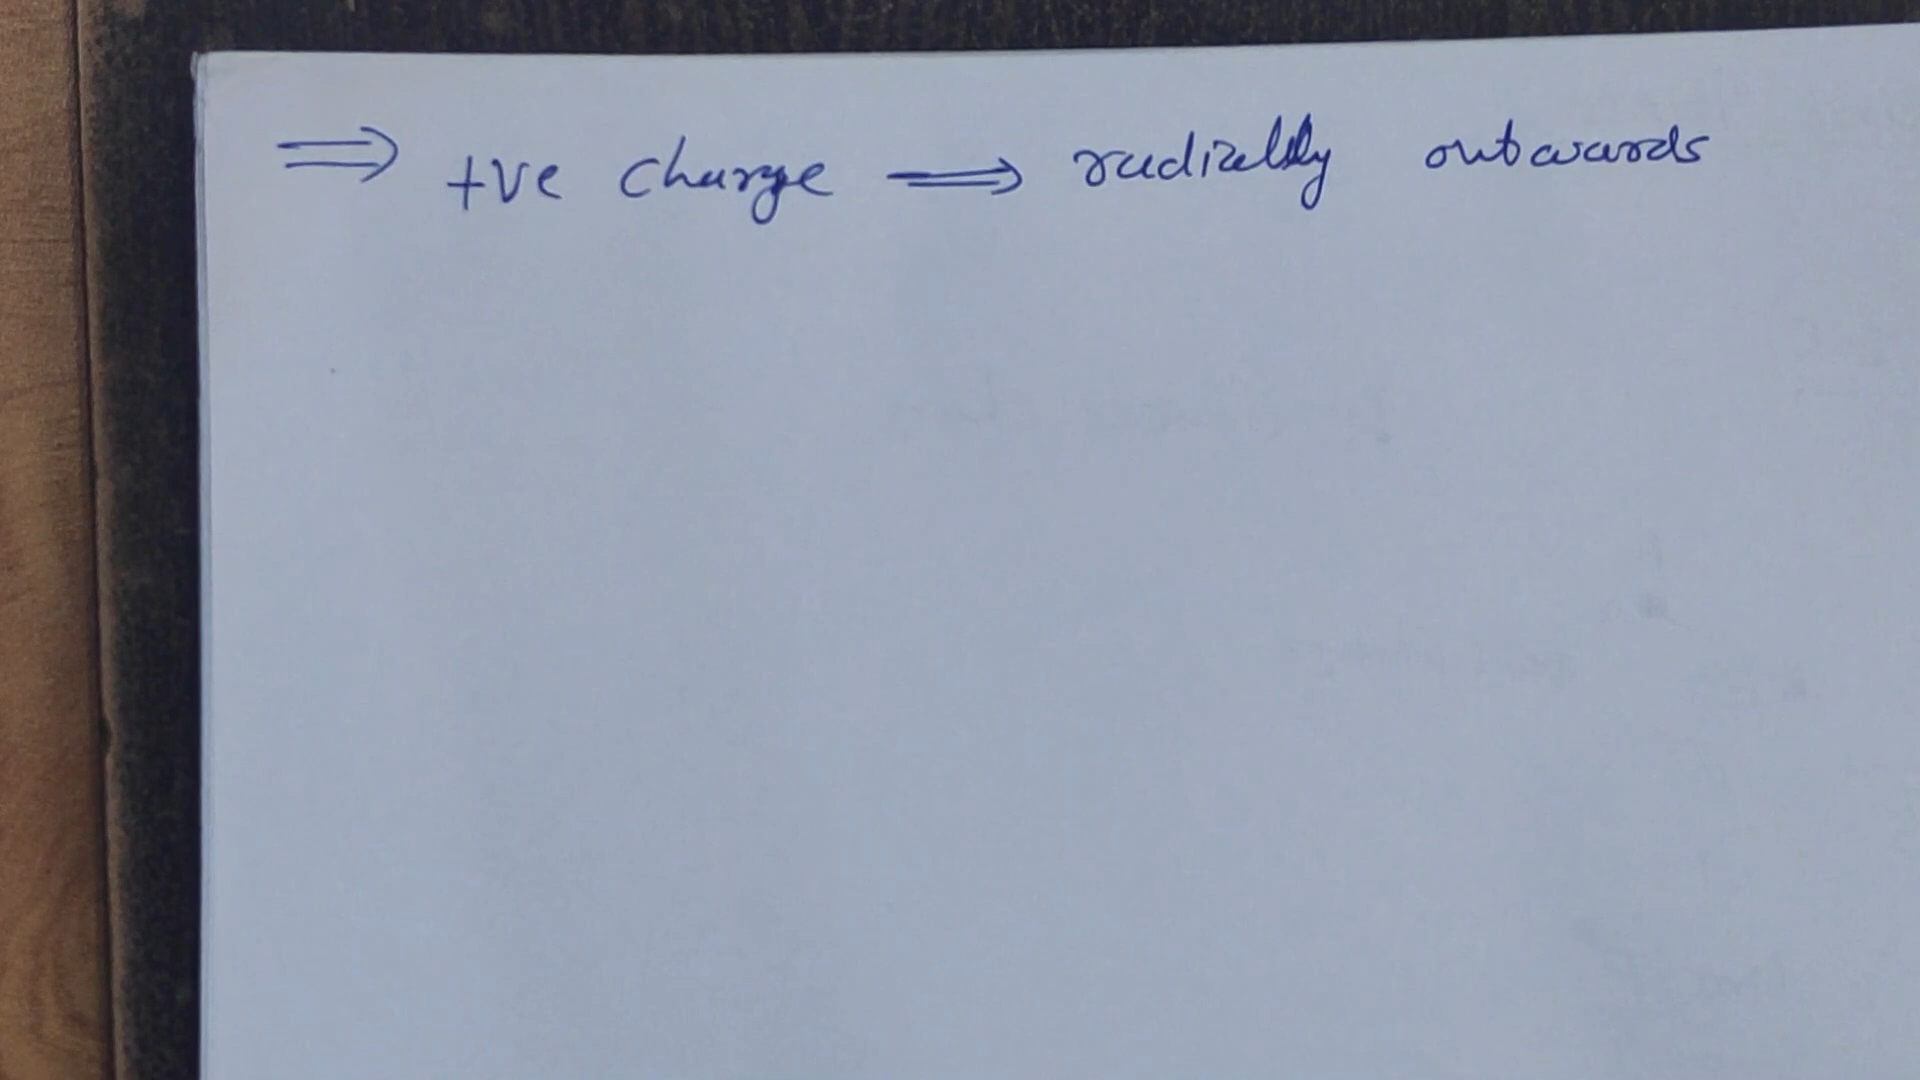 ⇒ +ve charge ⇒ radially outwards